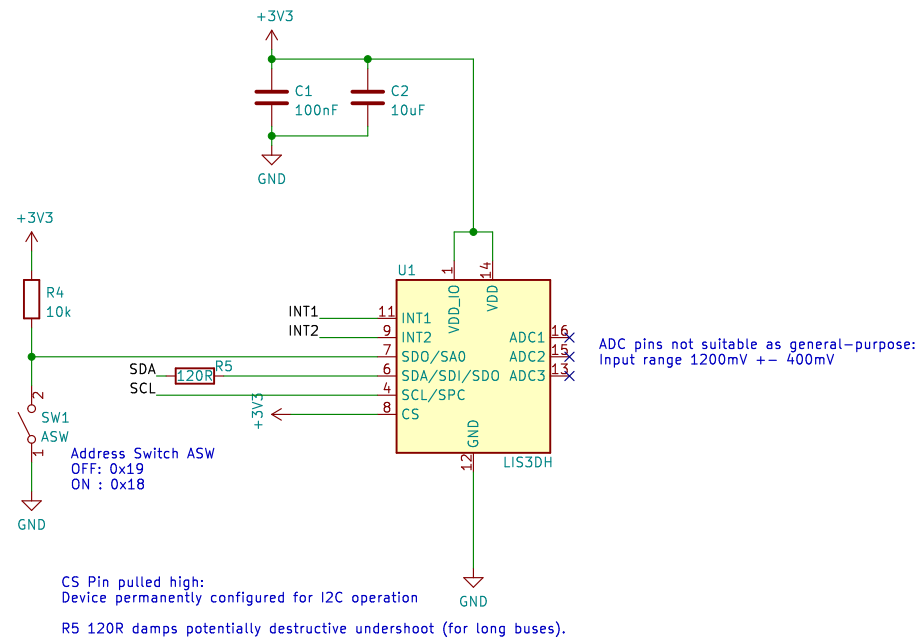 +3V3
C1
100nF
C2
10uF
GND
+3V3
R4
10k
U1
1
14
VDD_IO
VDD
INT1
11
INT1
INT2
9
INT2
7
SDO/SA0
SDA
120R
R5
6
SDA/SDI/SDO
SCL
4
SCL/SPC
+3V3
8
CS
16
ADC1
15
ADC2
13
ADC3
ADC pins not suitable as general-purpose:
Input range 1200mV +- 400mV
GND
12
LIS3DH
2
SW1
ASW
1
Address Switch ASW
OFF: 0x19
ON : 0x18
GND
GND
CS Pin pulled high:
Device permanently configured for I2C operation
R5 120R damps potentially destructive undershoot (for long buses).